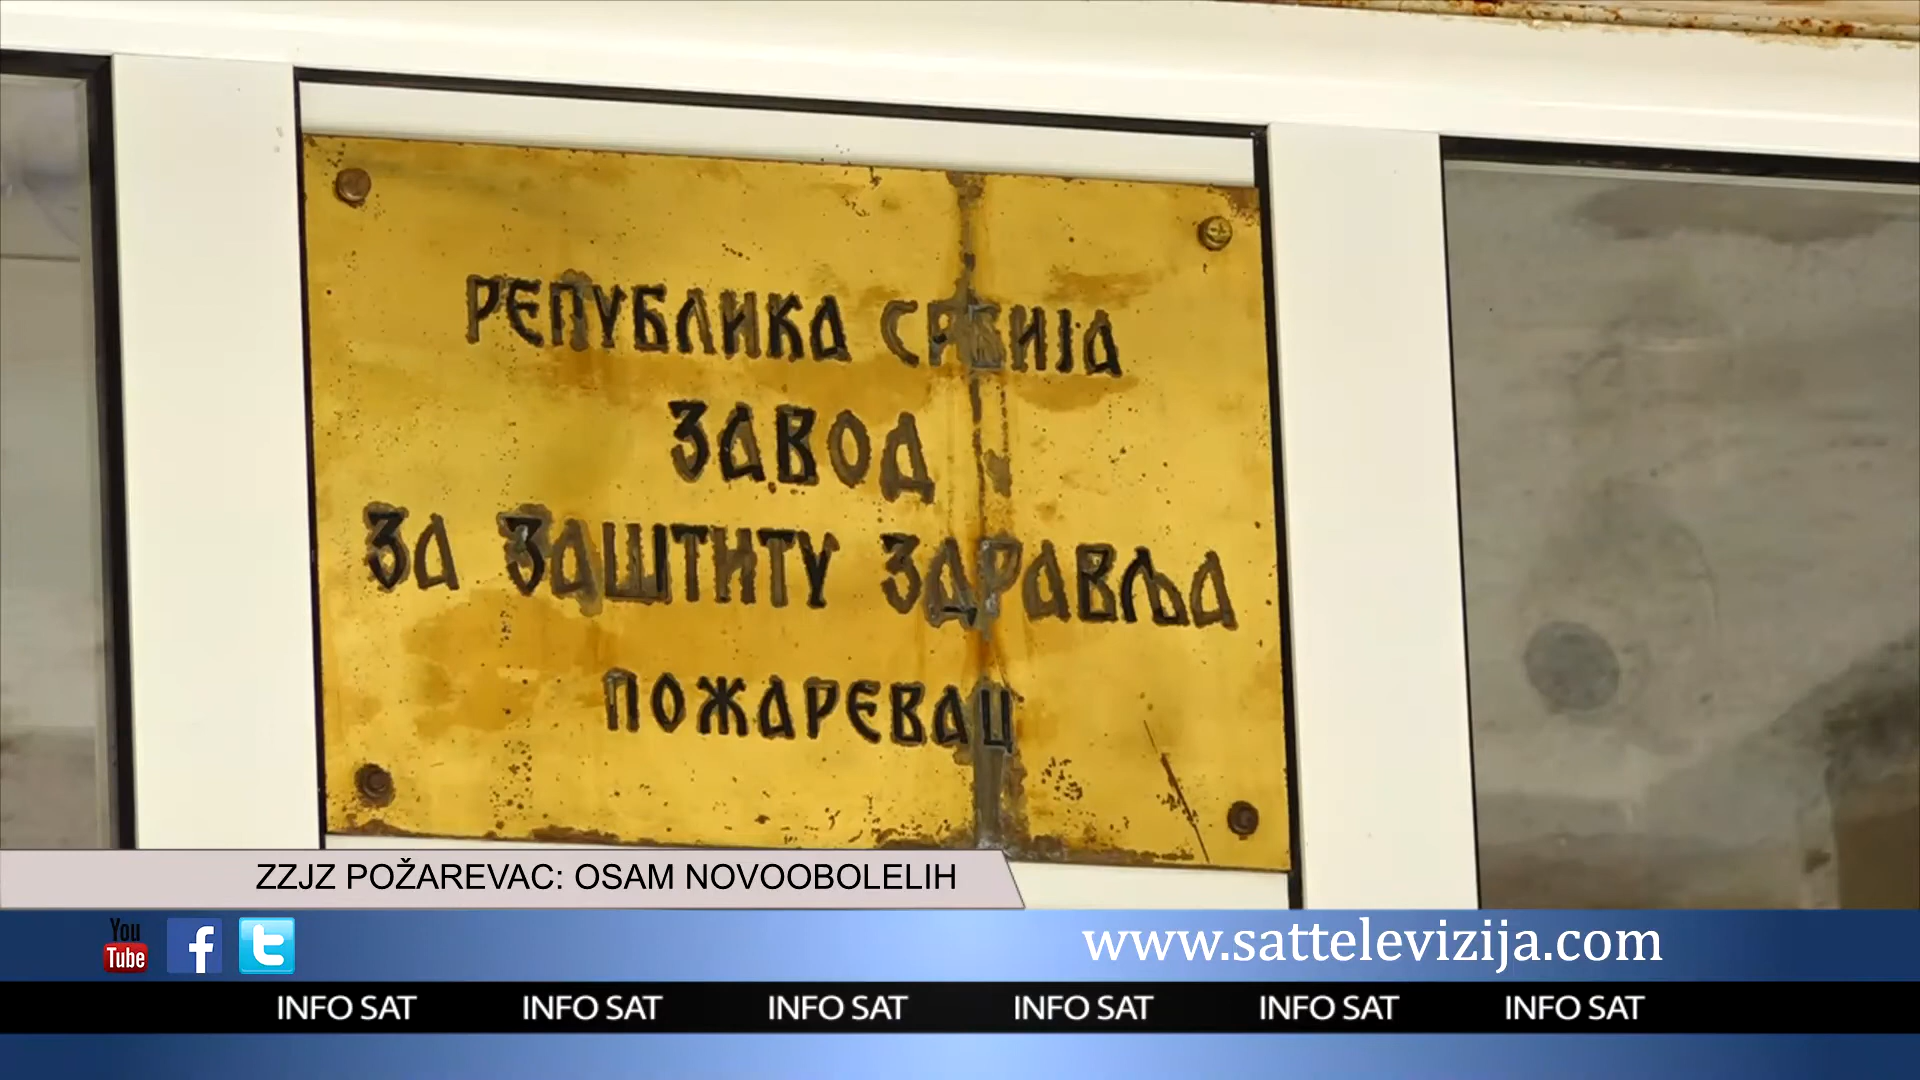 РЕПУБЛИКА СРБИЈА
ЗАВОД
ЗА ЗАШТИТУ ЗДРАВЉА
ПОЖАРЕВАЦ
ZZJZ POŽAREVAC: OSAM NOVOOBOLELIH
You Tube
www.sattelevizija.com
INFO SAT INFO SAT INFO SAT INFO SAT INFO SAT INFO SAT